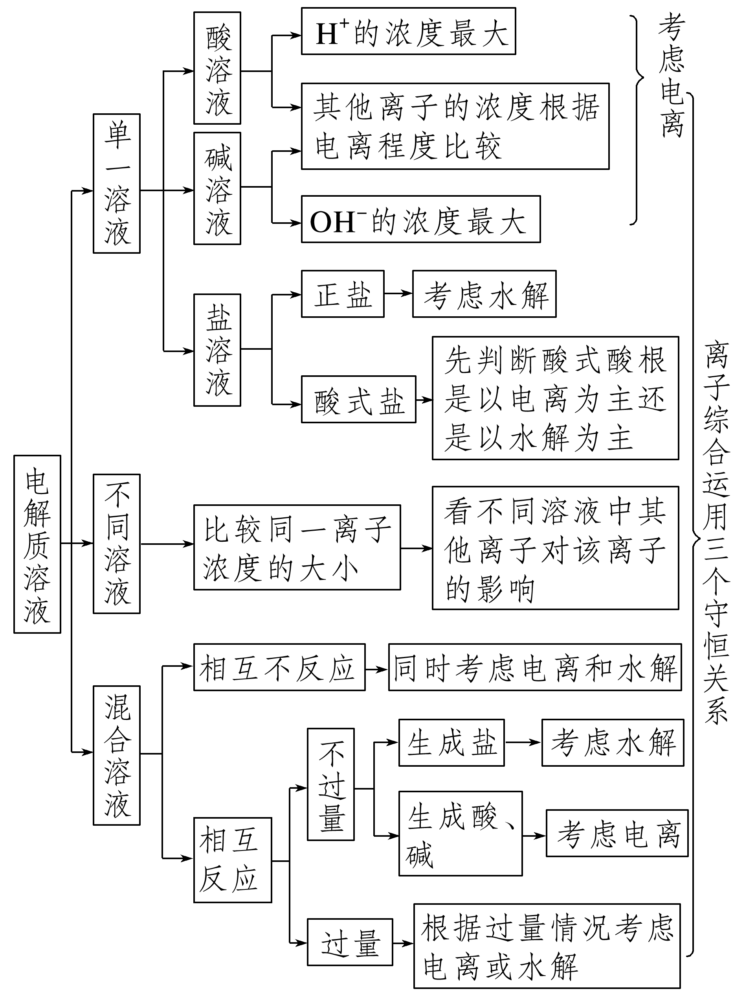 电解质溶液
单一溶液
酸溶液
H⁺的浓度最大
其他离子的浓度根据
电离程度比较
碱溶液
OH⁻的浓度最大
考虑电离
盐溶液
正盐
考虑水解
酸式盐
先判断酸式酸根
是以电离为主还
是以水解为主
不同溶液
比较同一离子
浓度的大小
看不同溶液中其
他离子对该离子
的影响
混合溶液
相互不反应
同时考虑电离和水解
相互
反应
不过量
生成盐
考虑水解
生成酸、
碱
考虑电离
过量
根据过量情况考虑
电离或水解
离子综合运用三个守恒关系